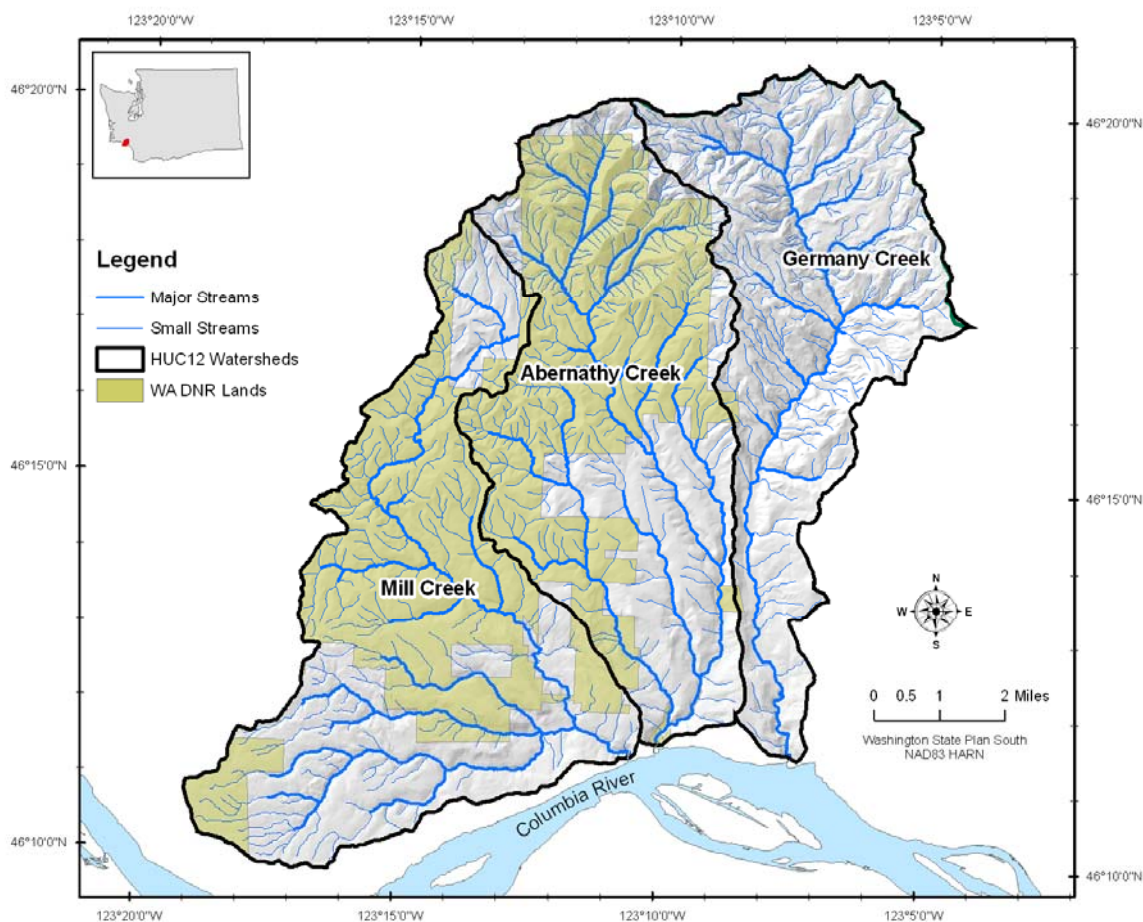 123°20'0"W 123°15'0"W 123°10'0"W 123°5'0"W
46°20'0"N
46°20'0"N
Legend
Major Streams
Small Streams
HUC12 Watersheds
WA DNR Lands
Germany Creek
Abernathy Creek
46°15'0"N
46°15'0"N
Mill Creek
N
W E
S
0 0.5 1 2 Miles
Washington State Plan South
NAD83 HARN
Columbia River
46°10'0"N
46°10'0"N
123°20'0"W 123°15'0"W 123°10'0"W 123°5'0"W